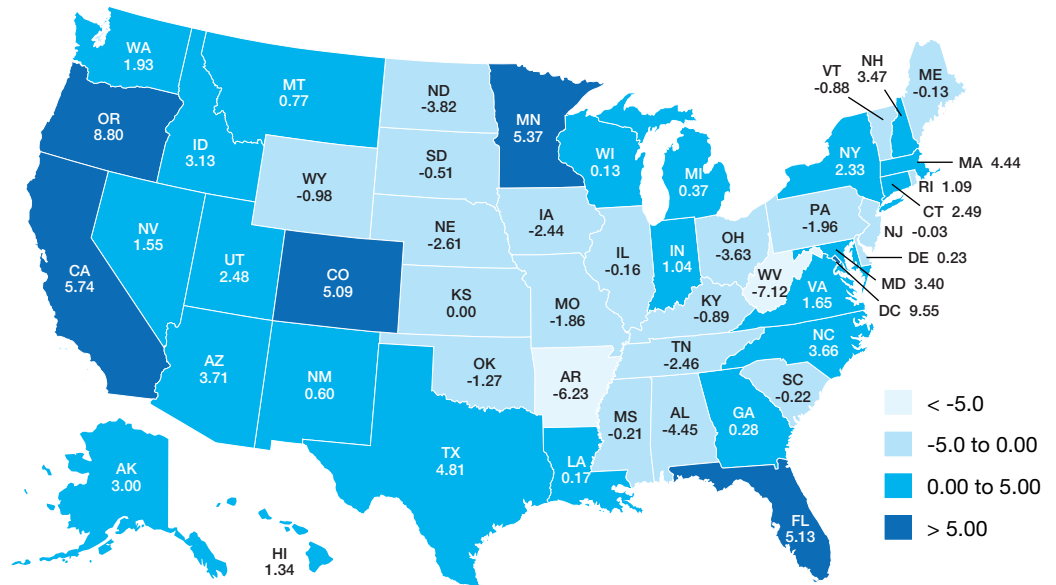 WA
1.93
OR
8.80
CA
5.74
ID
3.13
NV
1.55
MT
0.77
WY
-0.98
UT
2.48
CO
5.09
AZ
3.71
NM
0.60
ND
-3.82
SD
-0.51
NE
-2.61
KS
0.00
OK
-1.27
TX
4.81
MN
5.37
IA
-2.44
MO
-1.86
AR
-6.23
LA
0.17
WI
0.13
IL
-0.16
MI
0.37
IN
1.04
OH
-3.63
KY
-0.89
TN
-2.46
MS
-0.21
AL
-4.45
GA
0.28
FL
5.13
SC
-0.22
NC
3.66
VA
1.65
WV
-7.12
PA
-1.96
NY
2.33
VT
-0.88
NH
3.47
ME
-0.13
MA 4.44
RI 1.09
CT 2.49
NJ -0.03
DE 0.23
MD 3.40
DC 9.55
AK
3.00
HI
1.34
< -5.0
-5.0 to 0.00
0.00 to 5.00
> 5.00